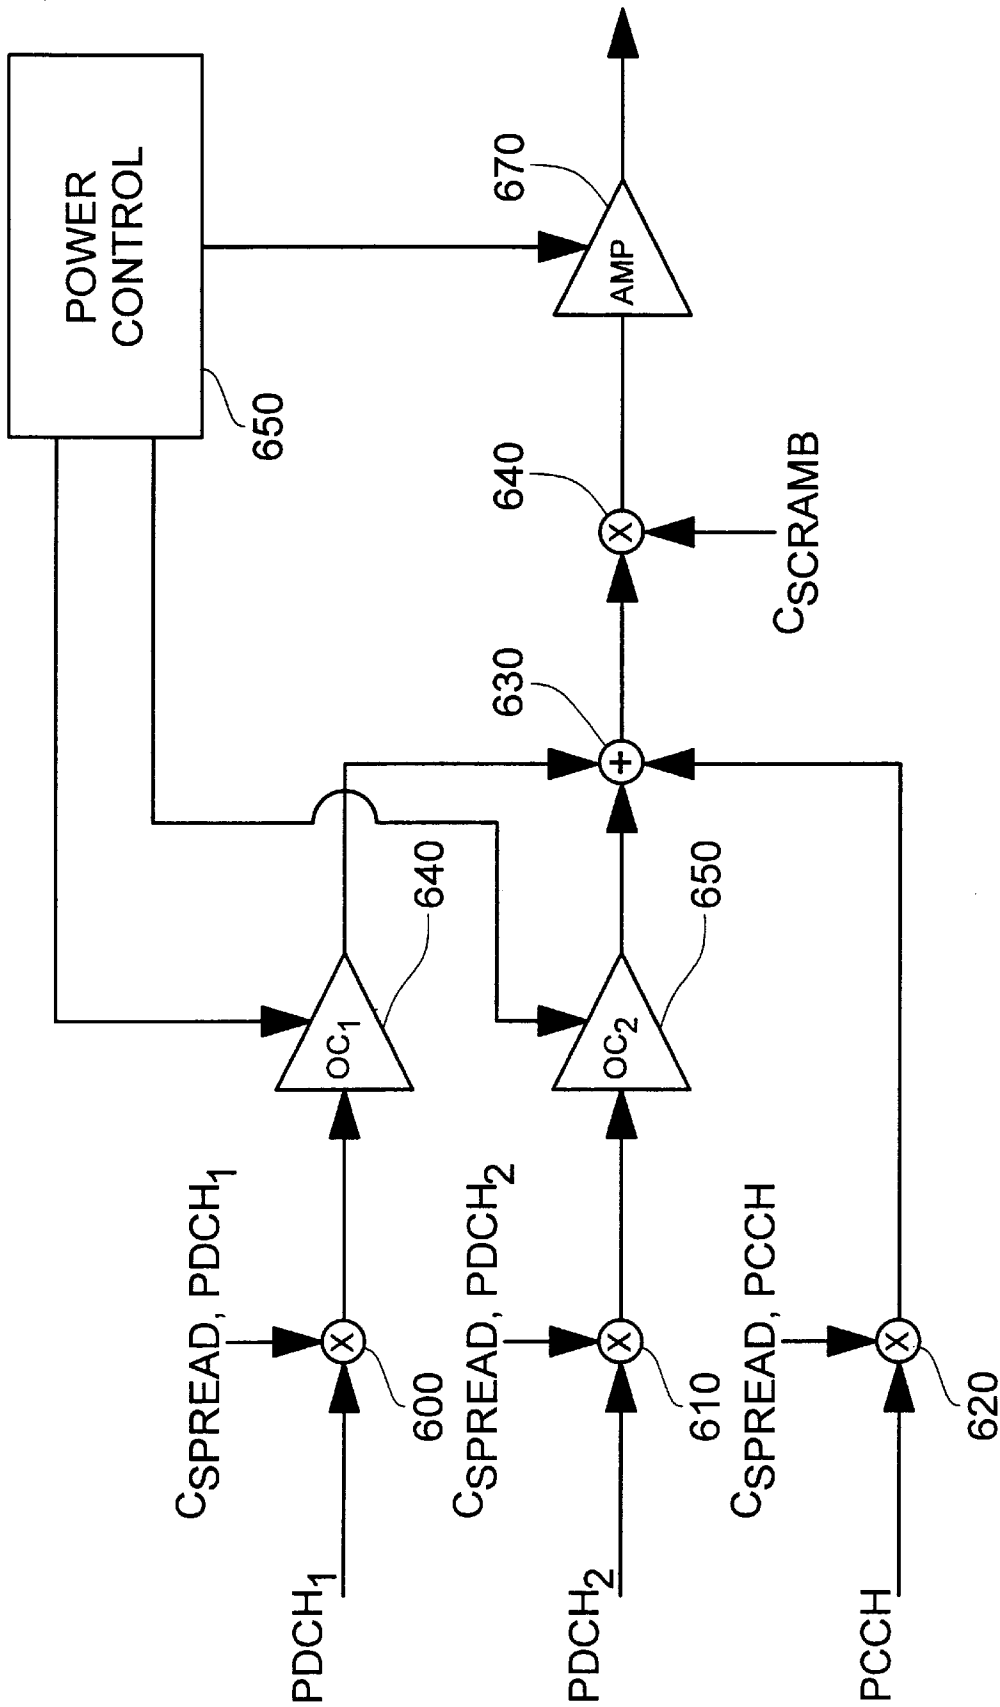 POWER
CONTROL
650
670
AMP
640
CSCRAMB
630
640
OC1
650
OC2
CSPREAD, PDCH1
CSPREAD, PDCH2
CSPREAD, PCCH
X
X
X
X
+
600
610
620
PDCH1
PDCH2
PCCH